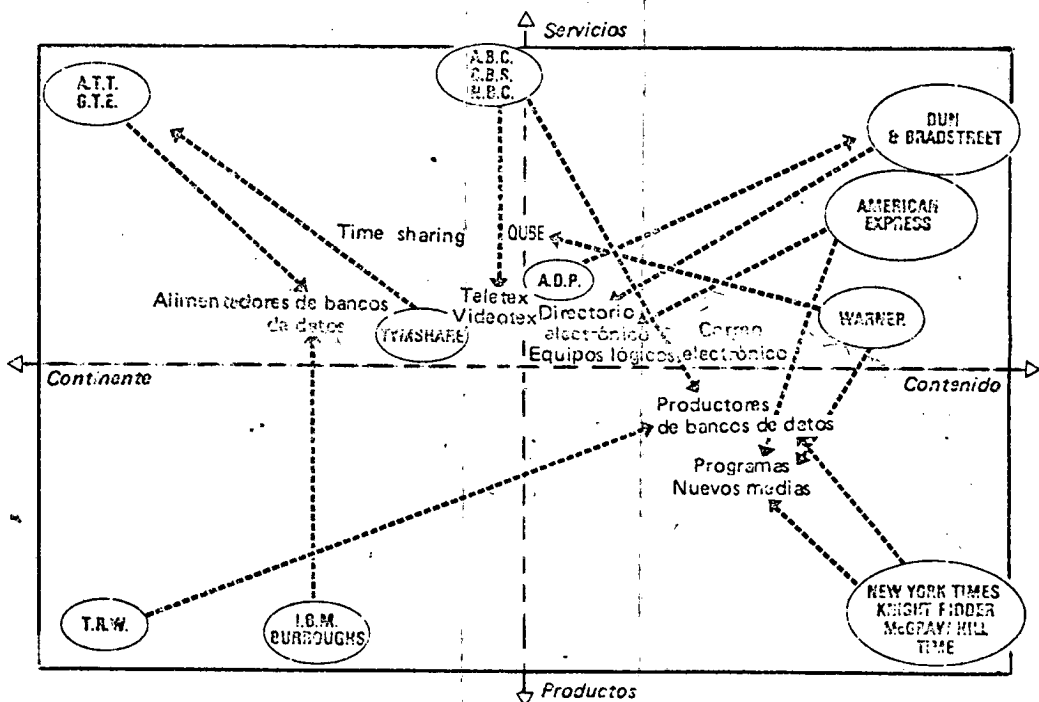 Servicios
A.T.T.
G.T.E.
A.B.C.
C.B.S.
N.B.C.
DUN
& BRADSTREET
AMERICAN
EXPRESS
Time sharing
QUBE
A.D.P.
Alimentadores de bancos
de datos
TYMSHARE
Teletex
Videotex
Directorio
electrónico
Equipos lógicos
Correo
electrónico
WARNER
Continente
Contenido
Productores
de bancos de datos
Programas
Nuevos medias
T.R.W.
I.B.M.
BURROUGHS
NEW YORK TIMES
KNIGHT RIDDER
McGRAW HILL
TIME
Productos